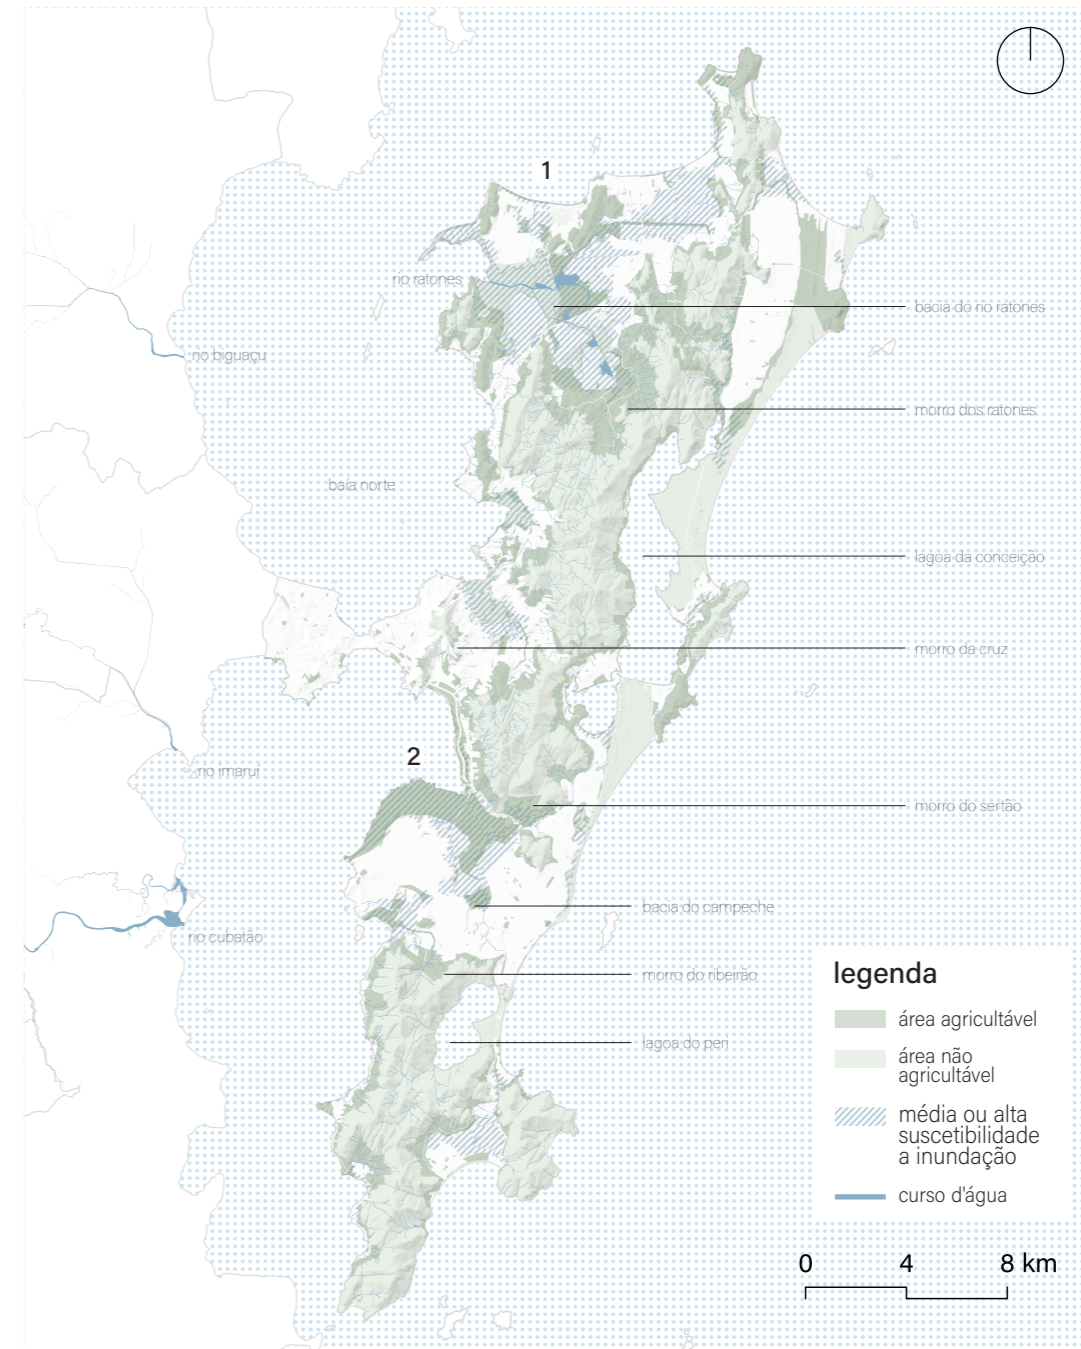 1
rio ratones
bacia do rio ratones
rio biguaçu
morro dos ratones
baía norte
lagoa da conceição
morro da cruz
2
rio imaruí
morro do sertão
bacia do campeche
rio cubatão
morro do ribeirão
lagoa do peri
legenda
área agricultável
área não
agricultável
média ou alta
suscetibilidade
a inundação
curso d'água
0 4 8 km